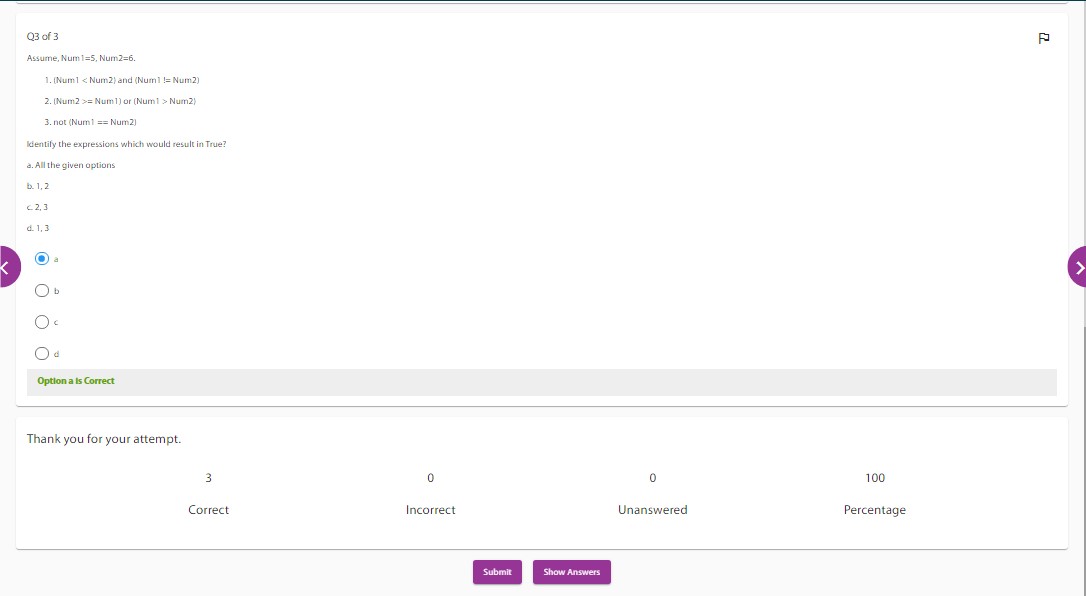 Q3 of 3
Assume, Num1=5, Num2=6.
1. (Num1 < Num2) and (Num1 != Num2)
2. (Num2 >= Num1) or (Num1 > Num2)
3. not (Num1 == Num2)
Identify the expressions which would result in True?
a. All the given options
b. 1, 2
c. 2, 3
d. 1, 3
a
b
c
d
Option a is Correct
Thank you for your attempt.
3 0 0 100
Correct Incorrect Unanswered Percentage
Submit Show Answers